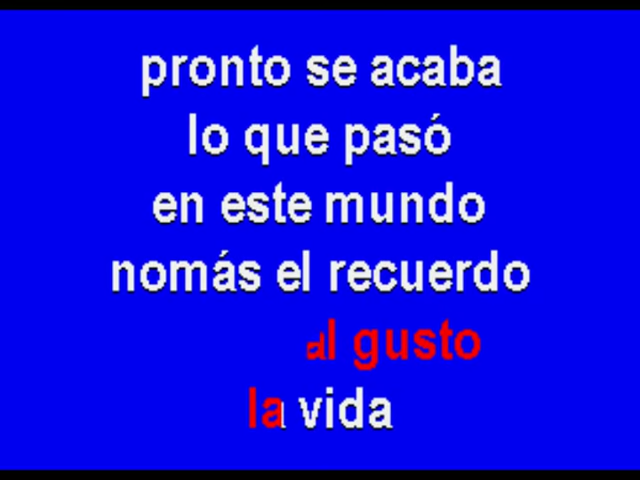 pronto se acaba
lo que pasó
en este mundo
nomás el recuerdo
al gusto
la vida